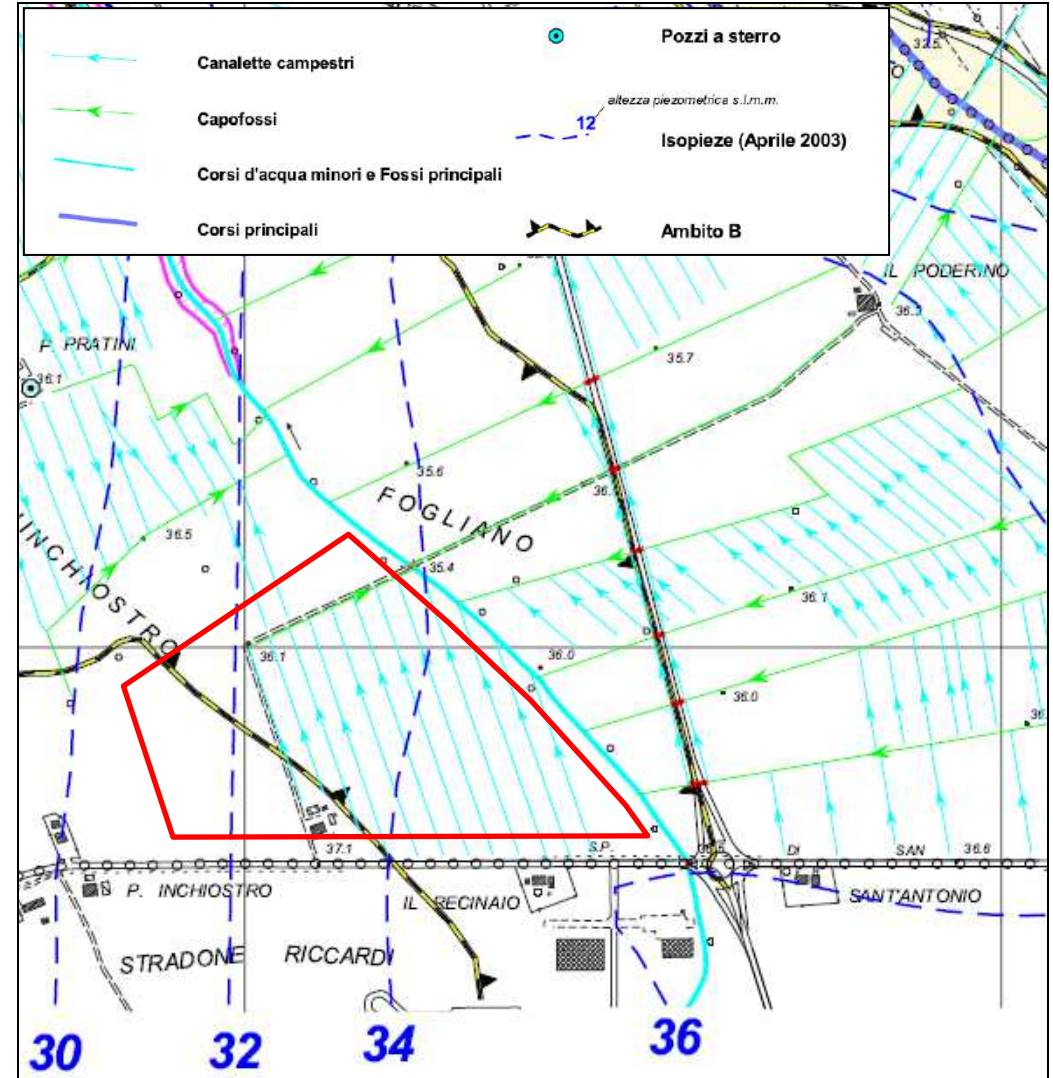 Canalette campestri
Capofossi
Corsi d'acqua minori e Fossi principali
Corsi principali
Pozzi a sterro
altezza piezometrica s.l.m.m.
12
Isopieze (Aprile 2003)
Ambito B
32.5
IL PODERINO
36.3
P. PRATINI
36.1
35.7
35.6
FOGLIANO
36.5
35.4
36.1
36.1
36.0
36.0
37.1
S.P.
DI
SAN
36.6
P. INCHIOSTRO
IL RECINAIO
SANT'ANTONIO
STRADONE RICCARDI
30
32
34
36